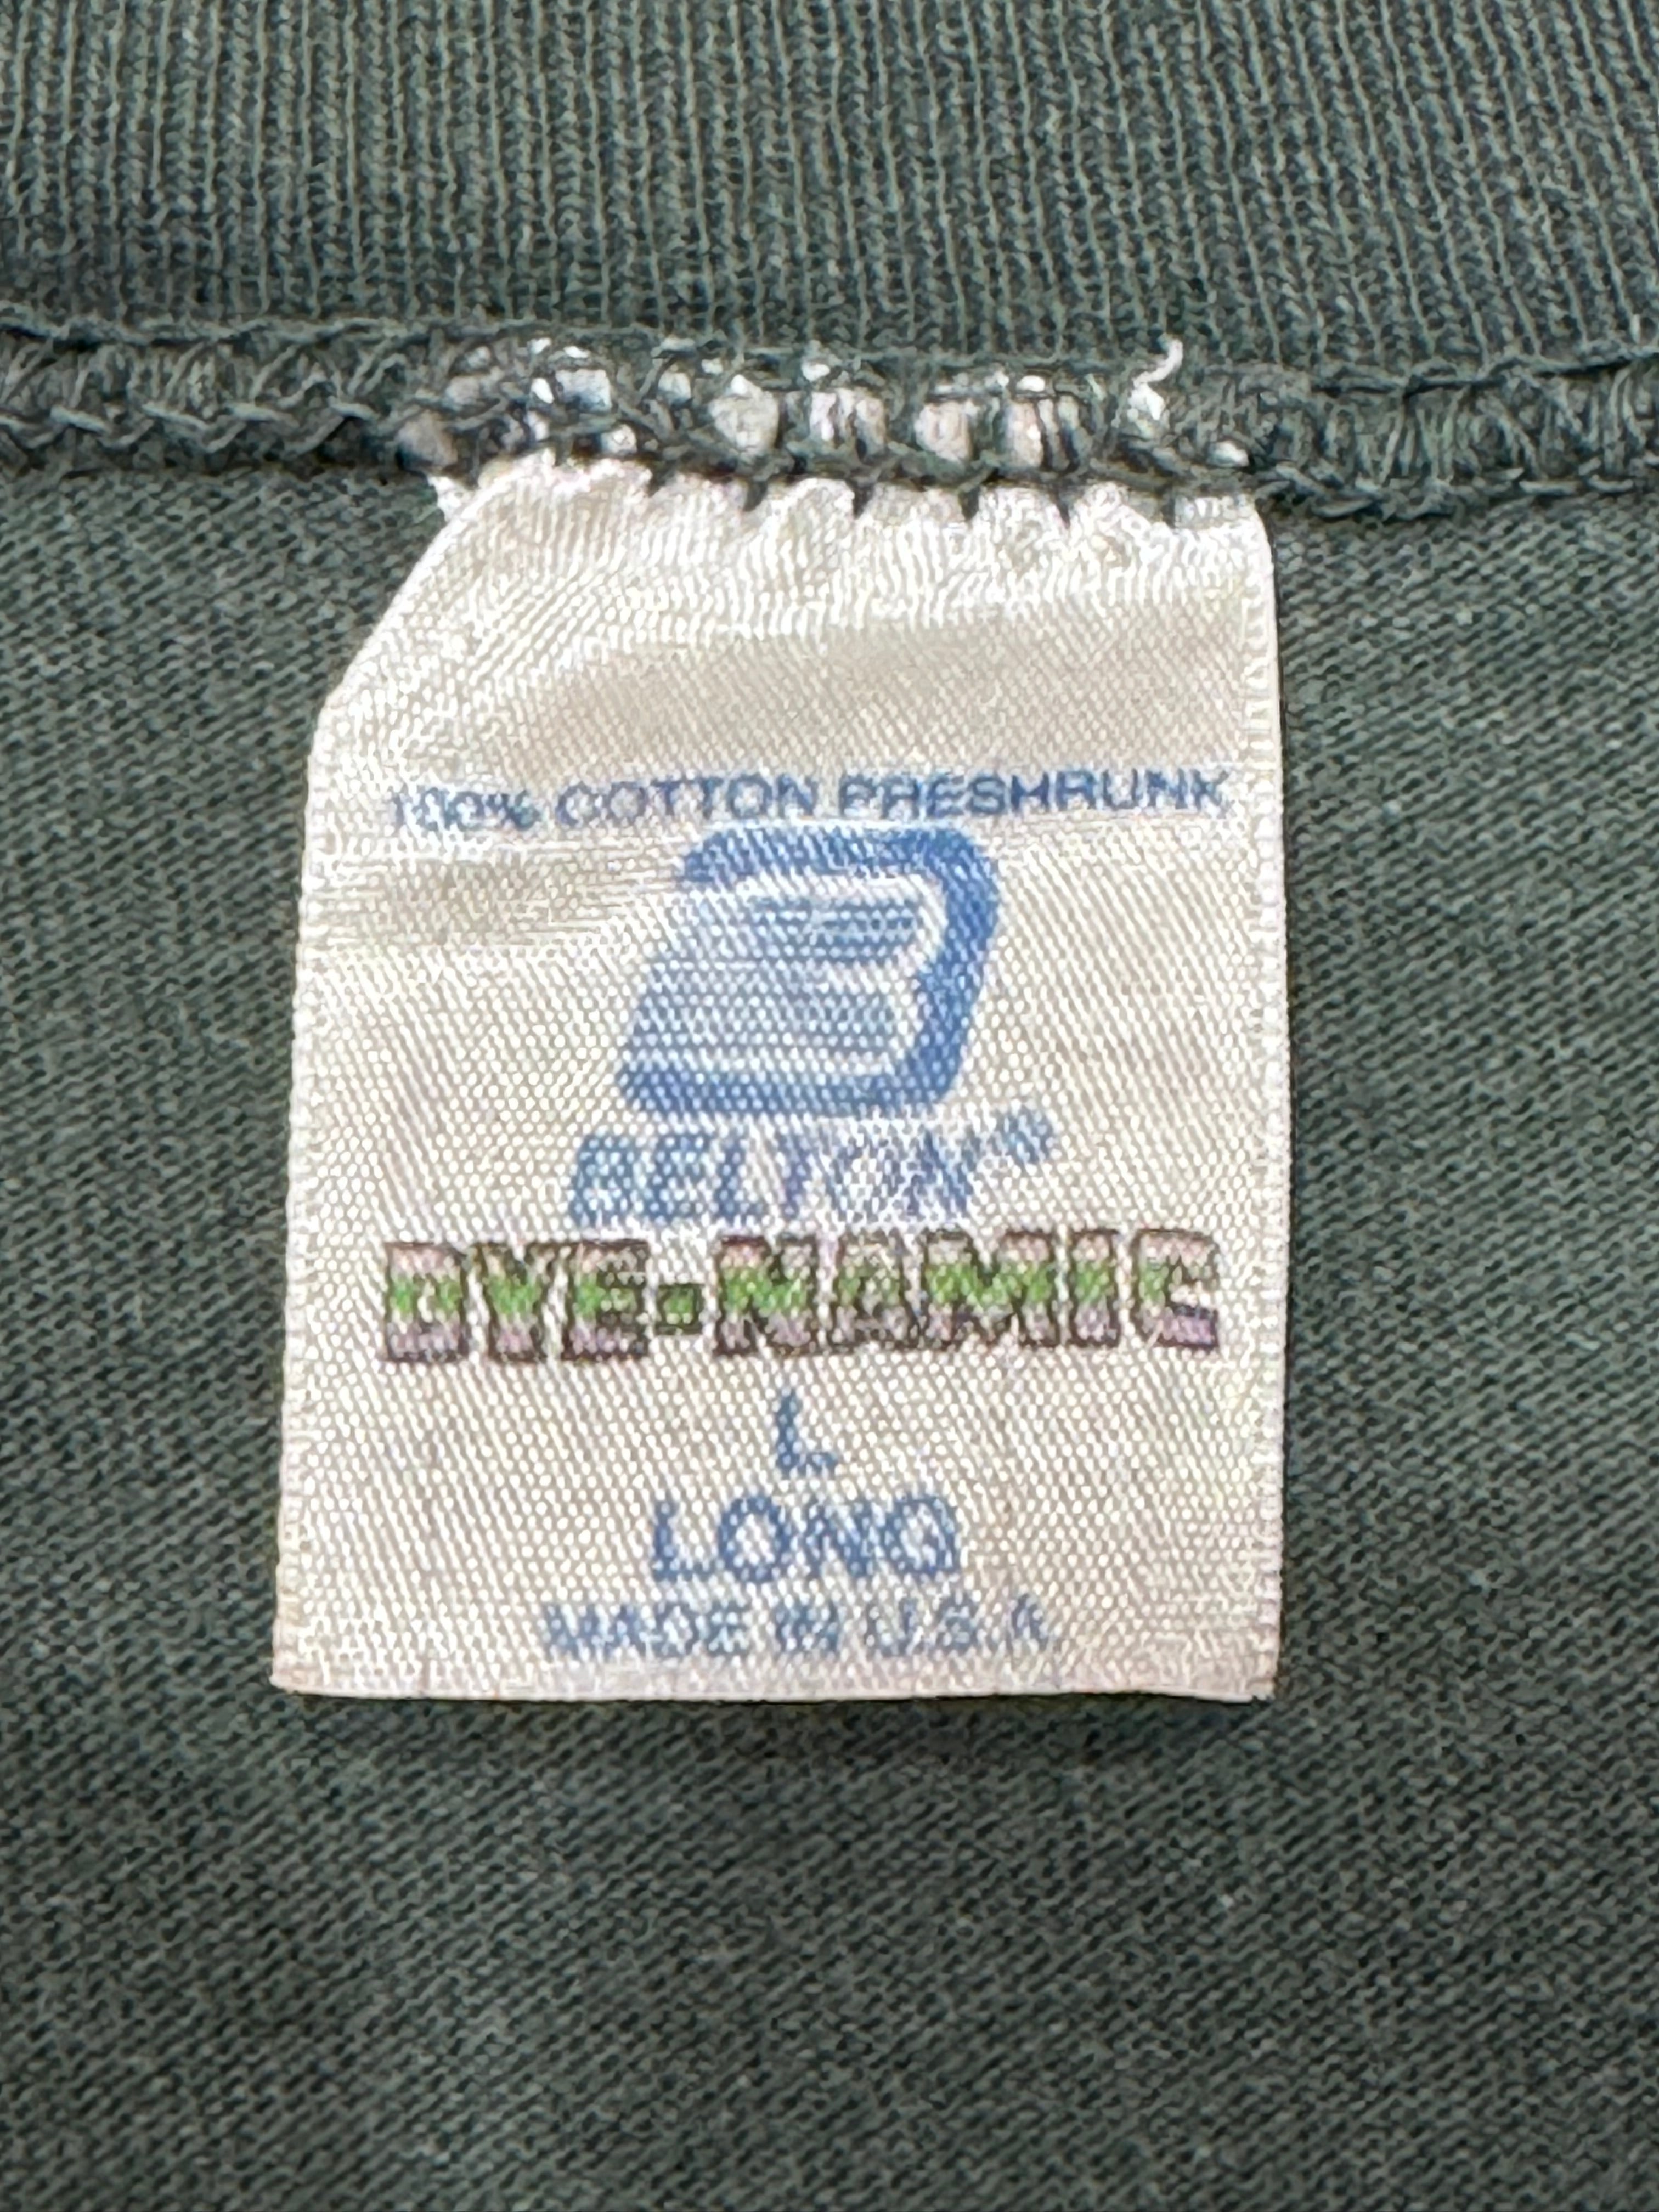 100% COTTON PRESHRUNK
B
BELTON®
DYE-NAMIC
L
LONG
MADE IN U.S.A.